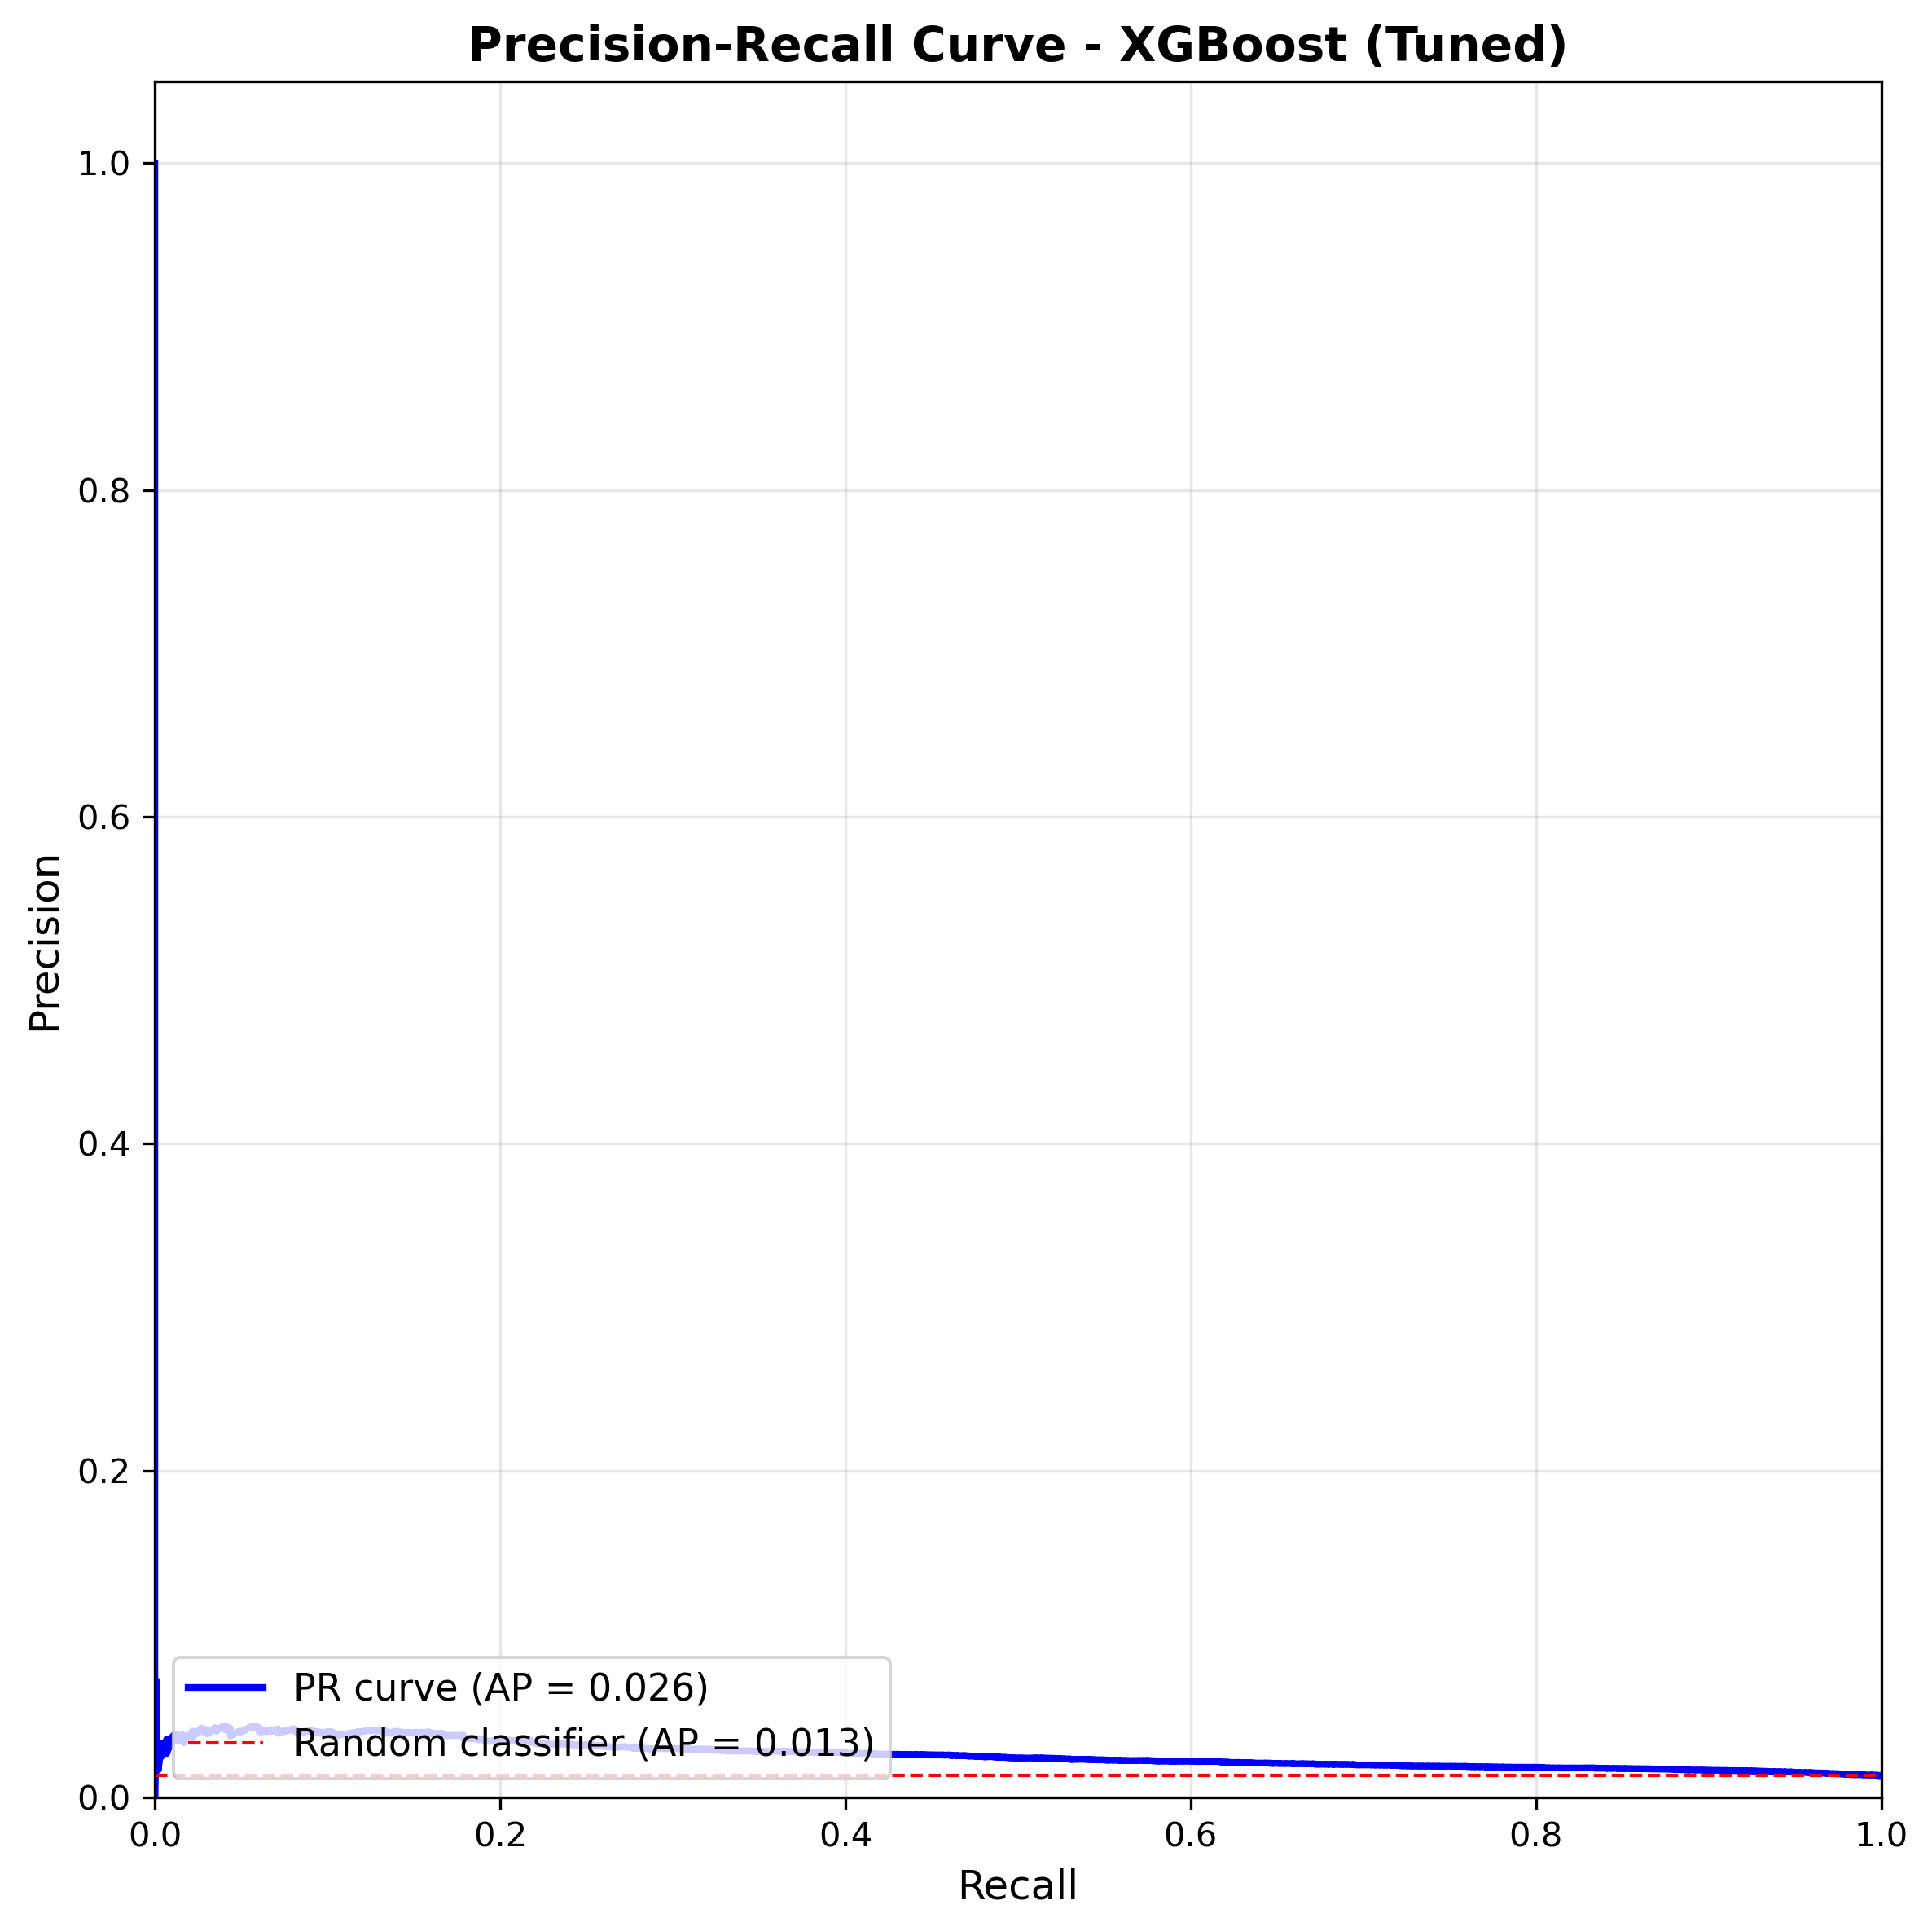 Precision-Recall Curve - XGBoost (Tuned)
1.0
0.8
0.6
0.4
0.2
0.0
Precision
PR curve (AP = 0.026)
Random classifier (AP = 0.013)
0.0 0.2 0.4 0.6 0.8 1.0
Recall